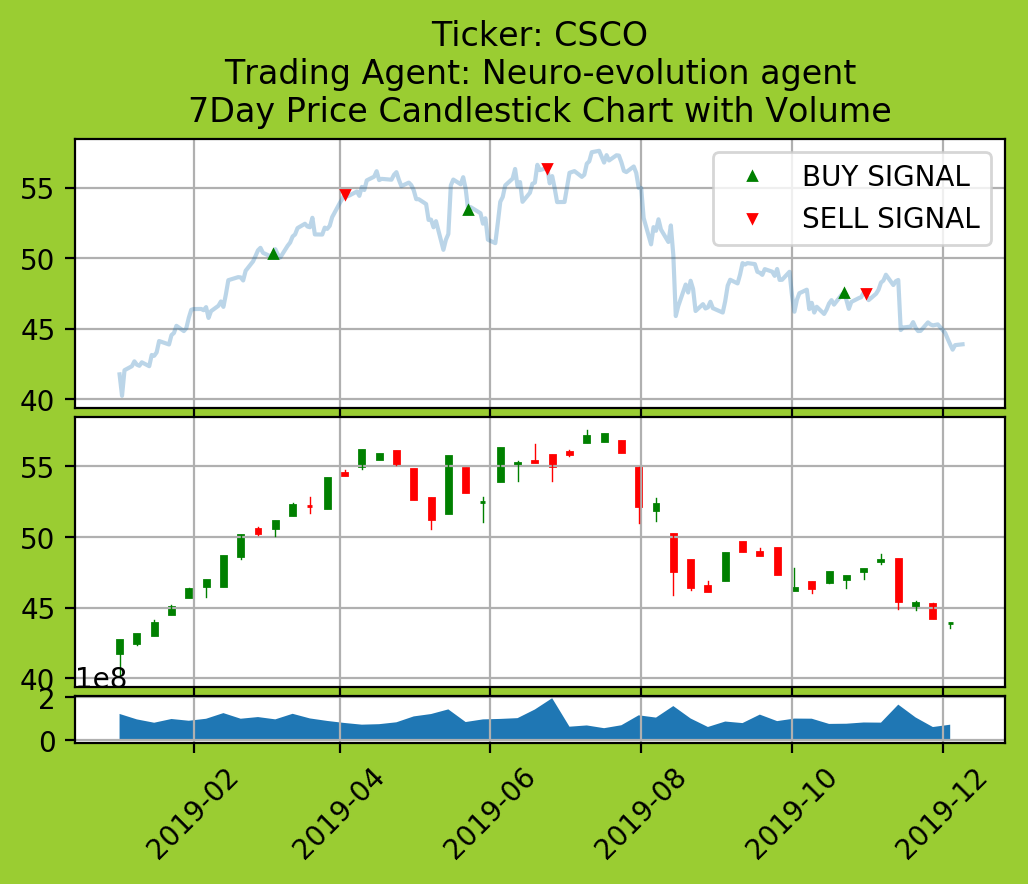 Ticker: CSCO
Trading Agent: Neuro-evolution agent
7Day Price Candlestick Chart with Volume
BUY SIGNAL
SELL SIGNAL
55
50
45
40
55
50
45
40
1e8
2
0
2019-02
2019-04
2019-06
2019-08
2019-10
2019-12